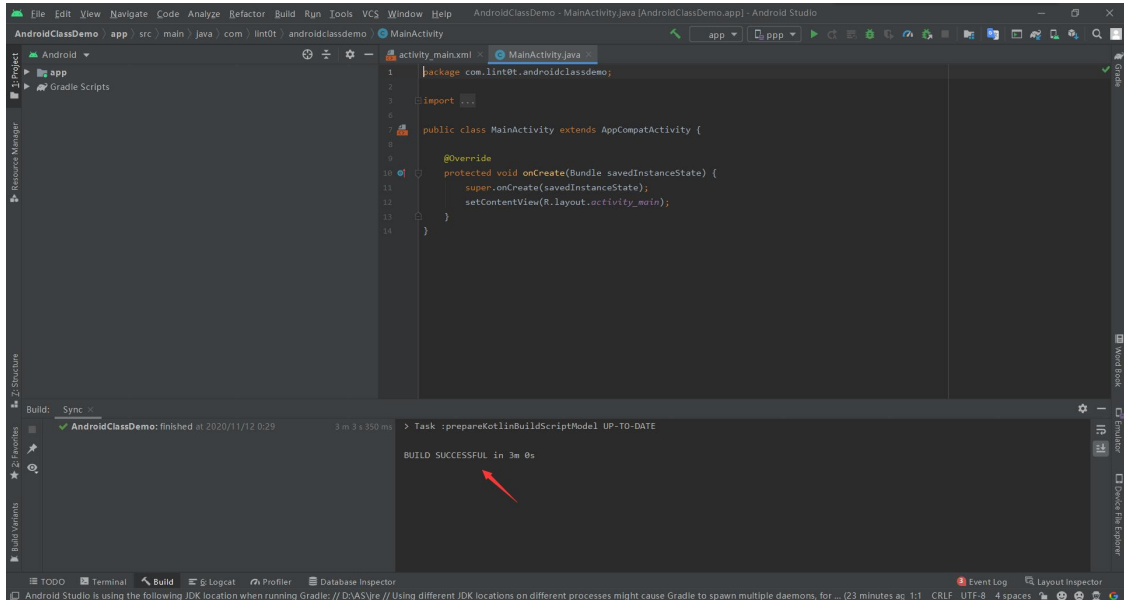 File Edit View Navigate Code Analyze Refactor Build Run Tools VCS Window Help AndroidClassDemo - MainActivity.java [AndroidClassDemo.app] - Android Studio
AndroidClassDemo app src main java com lint0t androidclassdemo MainActivity app ppp
1: Project
Resource Manager
Z: Structure
2: Favorites
Build Variants
Android
app
Gradle Scripts
activity_main.xml MainActivity.java
1 package com.lint0t.androidclassdemo;
2
3 import ...
6
7 public class MainActivity extends AppCompatActivity {
8
9 @Override
10 protected void onCreate(Bundle savedInstanceState) {
11 super.onCreate(savedInstanceState);
12 setContentView(R.layout.activity_main);
13 }
14 }
Gradle
Word Book
Emulator
Device File Explorer
Build: Sync
AndroidClassDemo: finished at 2020/11/12 0:29 3 m 3 s 350 ms
> Task :prepareKotlinBuildScriptModel UP-TO-DATE
BUILD SUCCESSFUL in 3m 0s
TODO Terminal Build 6: Logcat Profiler Database Inspector 3 Event Log Layout Inspector
Android Studio is using the following JDK location when running Gradle: // D:\AS\jre // Using different JDK locations on different processes might cause Gradle to spawn multiple daemons, for ... (23 minutes ag 1:1 CRLF UTF-8 4 spaces